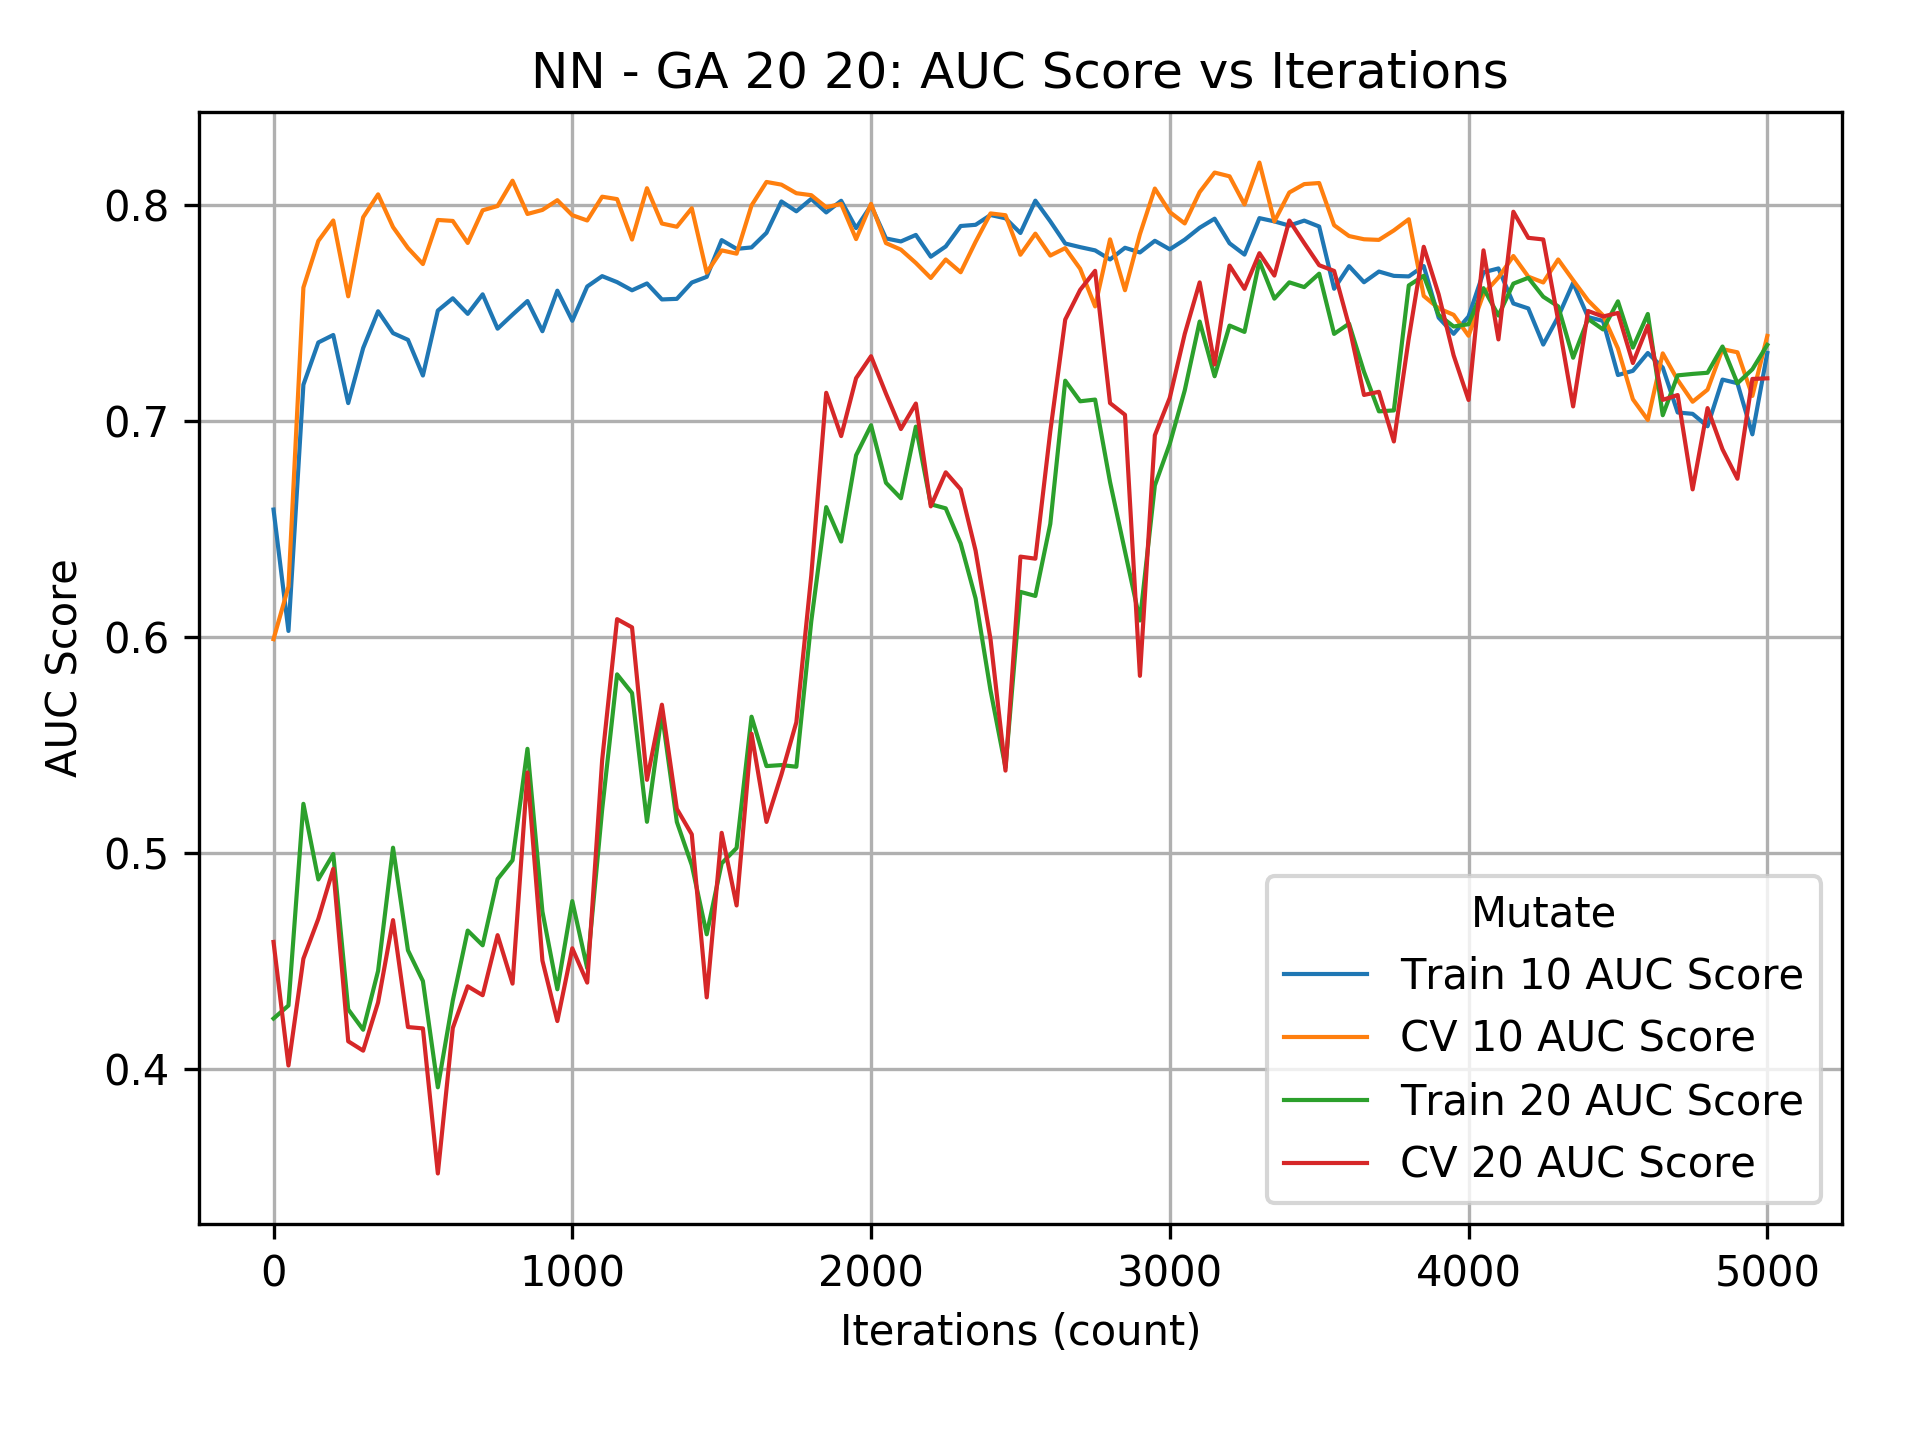 NN - GA 20 20: AUC Score vs Iterations
AUC Score
0.8
0.7
0.6
0.5
0.4
0
1000
2000
3000
4000
5000
Iterations (count)
Mutate
Train 10 AUC Score
CV 10 AUC Score
Train 20 AUC Score
CV 20 AUC Score